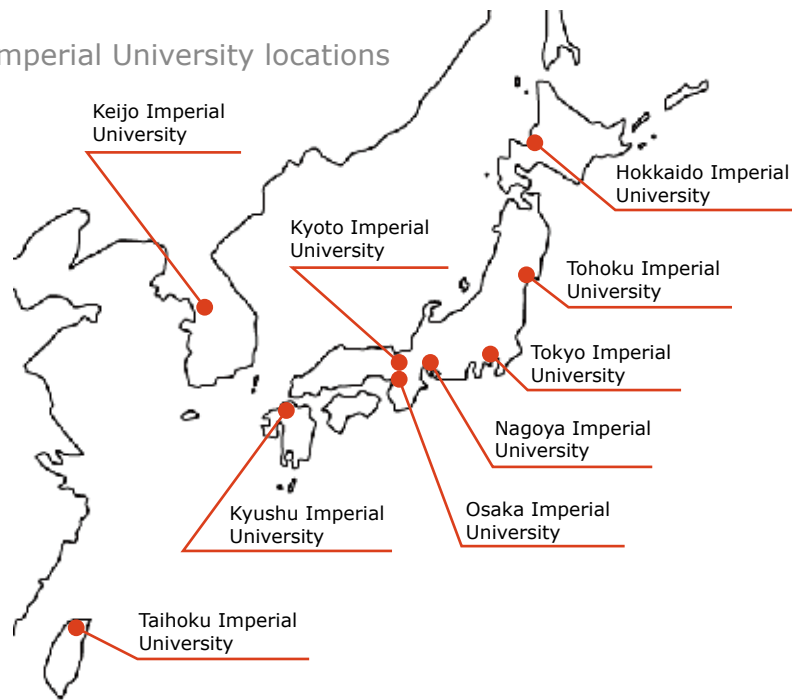 mperial University locations
Keijo Imperial
University
Hokkaido Imperial
University
Kyoto Imperial
University
Tohoku Imperial
University
Tokyo Imperial
University
Nagoya Imperial
University
Kyushu Imperial
University
Osaka Imperial
University
Taihoku Imperial
University